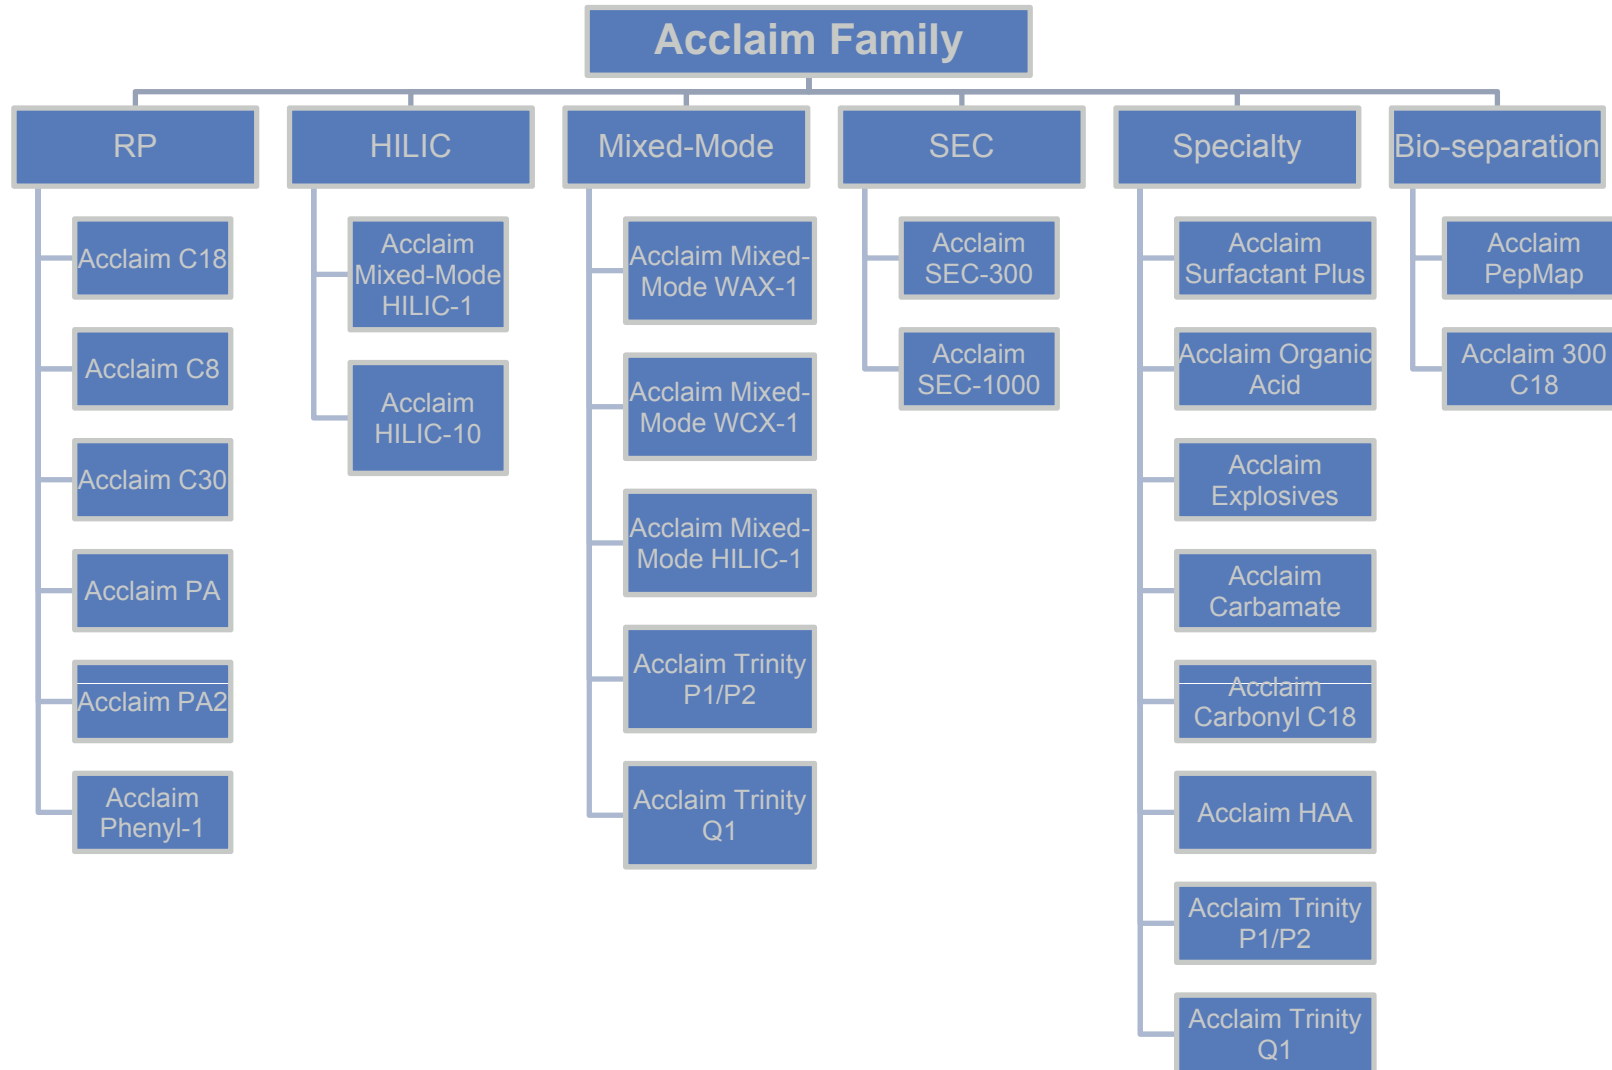 Acclaim Family
RP
HILIC
Mixed-Mode
SEC
Specialty
Bio-separation
Acclaim C18
Acclaim C8
Acclaim C30
Acclaim PA
Acclaim PA2
Acclaim
Phenyl-1
Acclaim
Mixed-Mode
HILIC-1
Acclaim
HILIC-10
Acclaim Mixed-
Mode WAX-1
Acclaim Mixed-
Mode WCX-1
Acclaim Mixed-
Mode HILIC-1
Acclaim Trinity
P1/P2
Acclaim Trinity
Q1
Acclaim
SEC-300
Acclaim
SEC-1000
Acclaim
Surfactant Plus
Acclaim Organic
Acid
Acclaim
Explosives
Acclaim
Carbamate
Acclaim
Carbonyl C18
Acclaim HAA
Acclaim Trinity
P1/P2
Acclaim Trinity
Q1
Acclaim
PepMap
Acclaim 300
C18